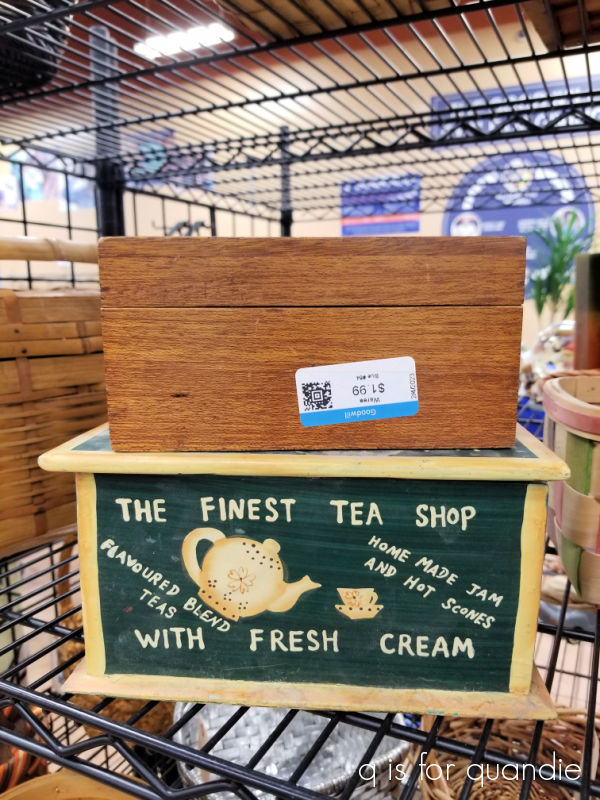 Goodwill
Wares
$1.99
THE FINEST TEA SHOP
FLAVOURED BLEND
TEAS
HOME MADE JAM
AND HOT SCONES
WITH FRESH CREAM
q is for quandie